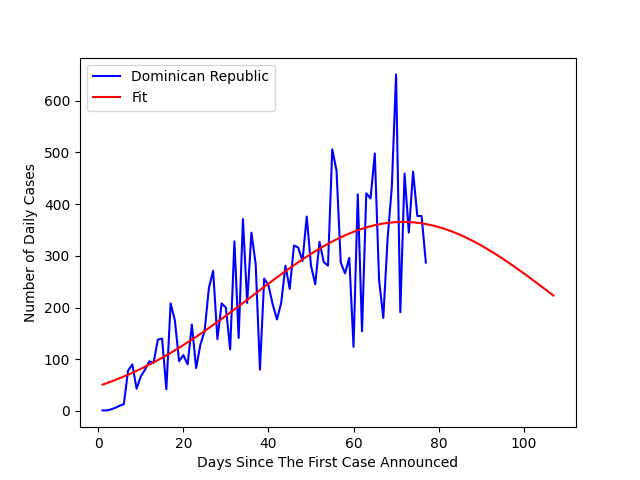 Dominican Republic
Fit
Number of Daily Cases
600
500
400
300
200
100
0
0 20 40 60 80 100
Days Since The First Case Announced